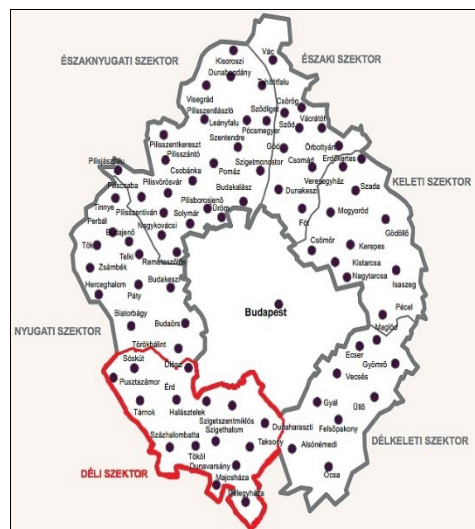 Kisoroszi
Vác
ÉSZAKNYUGATI SZEKTOR
ÉSZAKI SZEKTOR
Dunabogdány
Tahitótfalu
Visegrád
Csörög
Pilisszentlászló
Sződliget
Vácrátót
Leányfalu
Pócsmegyer
Sződ
Pilisszentkereszt
Szentendre
Göd
Őrbottyán
Pilisszántó
Szigetmonostor
Csomád
Erdőkertes
Pilisjászfalu
Csobánka
Pomáz
Veresegyház
KELETI SZEKTOR
Piliscsaba
Pilisvörösvár
Budakalász
Dunakeszi
Szada
Tinnye
Pilisborosjenő
Pilisszentiván
Solymár
Üröm
Fót
Mogyoród
Gödöllő
Perbál
Nagykovácsi
Budajenő
Tök
Telki
Remeteszőlős
Csömör
Kerepes
Zsámbék
Kistarcsa
Nagytarcsa
Isaszeg
Herceghalom
Páty
Budakeszi
Budapest
Pécel
NYUGATI SZEKTOR
Biatorbágy
Budaörs
Maglód
Törökbálint
Ecser
Sóskút
Diósd
Vecsés
Gyömrő
Pusztazámor
Érd
Tárnok
Halásztelek
Gyál
Üllő
Szigetszentmiklós
Százhalombatta
Szigethalom
Dunaharaszti
Felsőpakony
Tököl
Taksony
Alsónémedi
DÉLKELETI SZEKTOR
DÉLI SZEKTOR
Dunavarsány
Ócsa
Majosháza
Délegyháza